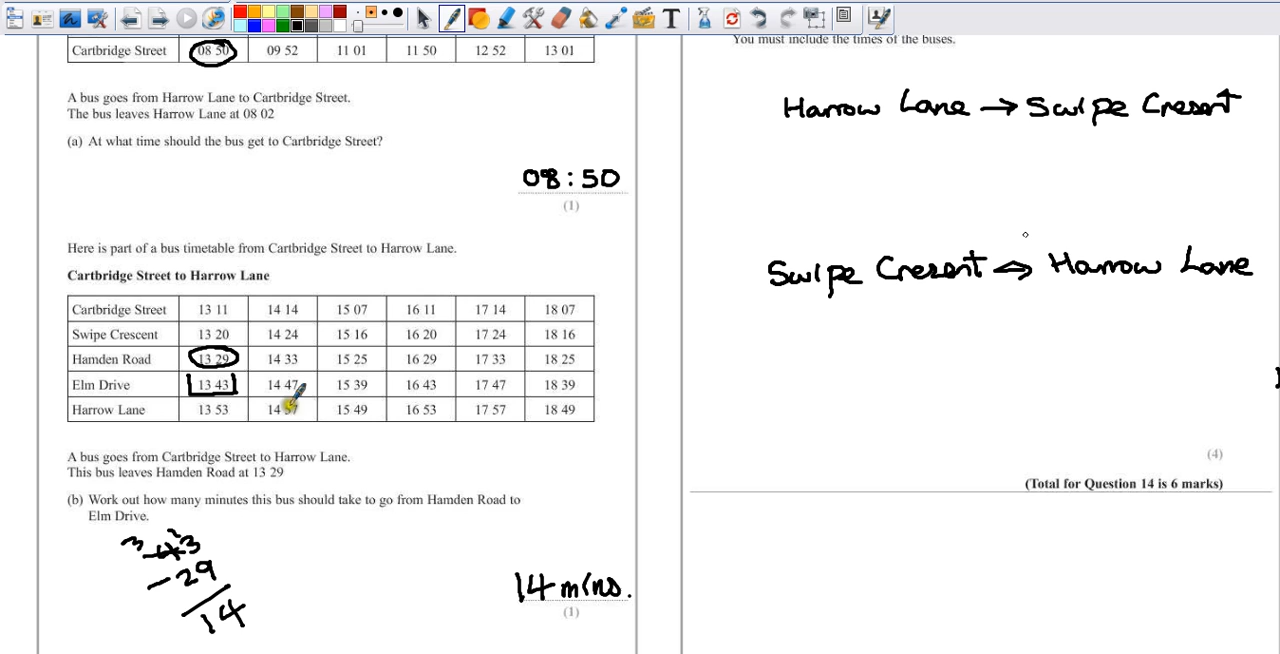 Cartbridge Street 08 50 09 52 11 01 11 50 12 52 13 01
A bus goes from Harrow Lane to Cartbridge Street.
The bus leaves Harrow Lane at 08 02
(a) At what time should the bus get to Cartbridge Street?
08:50
(1)
Here is part of a bus timetable from Cartbridge Street to Harrow Lane.
Cartbridge Street to Harrow Lane
Cartbridge Street 13 11 14 14 15 07 16 11 17 14 18 07
Swipe Crescent 13 20 14 24 15 16 16 20 17 24 18 16
Hamden Road 13 29 14 33 15 25 16 29 17 33 18 25
Elm Drive 13 43 14 47 15 39 16 43 17 47 18 39
Harrow Lane 13 53 14 57 15 49 16 53 17 57 18 49
A bus goes from Cartbridge Street to Harrow Lane.
This bus leaves Hamden Road at 13 29
(b) Work out how many minutes this bus should take to go from Hamden Road to
Elm Drive.
3 43
-29
14
14 mins.
(1)
You must include the times of the buses.
Harrow Lane → Swipe Cresent
Swipe Cresent → Harrow Lane
(4)
(Total for Question 14 is 6 marks)